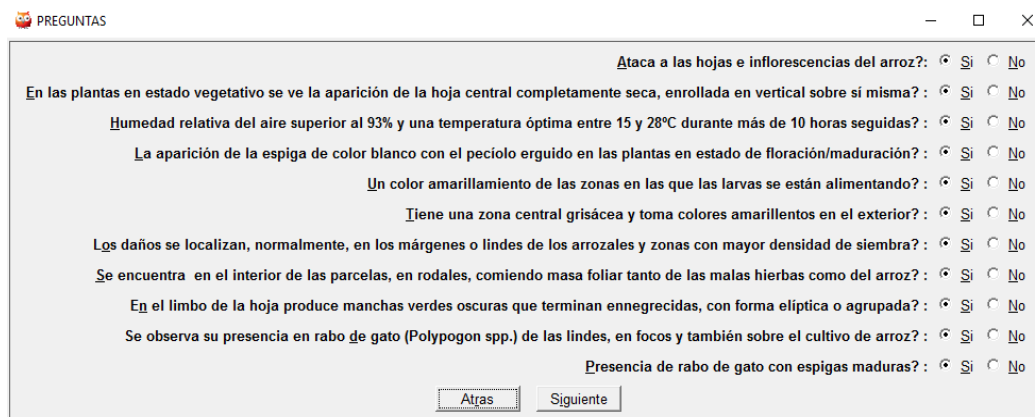 PREGUNTAS
Ataca a las hojas e inflorescencias del arroz?: Si No
En las plantas en estado vegetativo se ve la aparición de la hoja central completamente seca, enrollada en vertical sobre sí misma? : Si No
Humedad relativa del aire superior al 93% y una temperatura óptima entre 15 y 28ºC durante más de 10 horas seguidas? : Si No
La aparición de la espiga de color blanco con el pecíolo erguido en las plantas en estado de floración/maduración? : Si No
Un color amarillamiento de las zonas en las que las larvas se están alimentando? : Si No
Tiene una zona central grisácea y toma colores amarillentos en el exterior? : Si No
Los daños se localizan, normalmente, en los márgenes o lindes de los arrozales y zonas con mayor densidad de siembra? : Si No
Se encuentra en el interior de las parcelas, en rodales, comiendo masa foliar tanto de las malas hierbas como del arroz? : Si No
En el limbo de la hoja produce manchas verdes oscuras que terminan ennegrecidas, con forma elíptica o agrupada? : Si No
Se observa su presencia en rabo de gato (Polypogon spp.) de las lindes, en focos y también sobre el cultivo de arroz? : Si No
Presencia de rabo de gato con espigas maduras? : Si No
Atras Siguiente